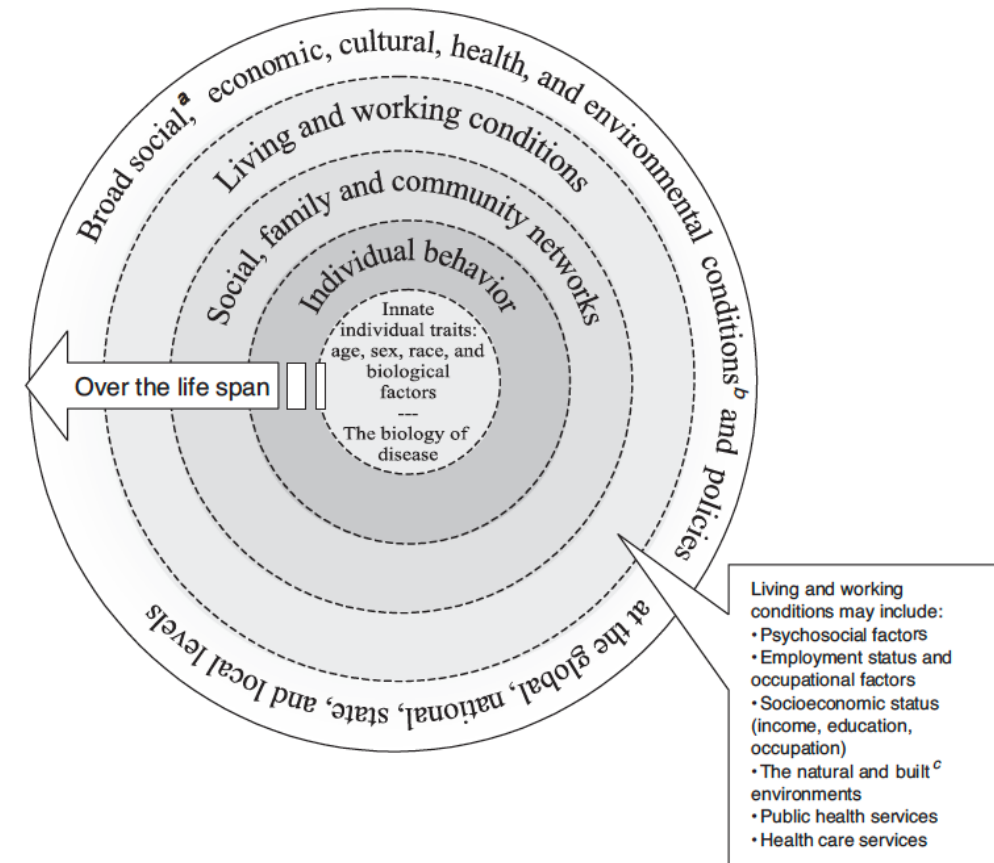 Broad social,a economic, cultural, health, and environmental conditionsb and policies
at the global, national, state, and local levels
Living and working conditions
Social, family and community networks
Individual behavior
Innate
individual traits:
age, sex, race, and
biological
factors
---
The biology of
disease
Over the life span
Living and working
conditions may include:
• Psychosocial factors
• Employment status and
occupational factors
• Socioeconomic status
(income, education,
occupation)
• The natural and built c
environments
• Public health services
• Health care services